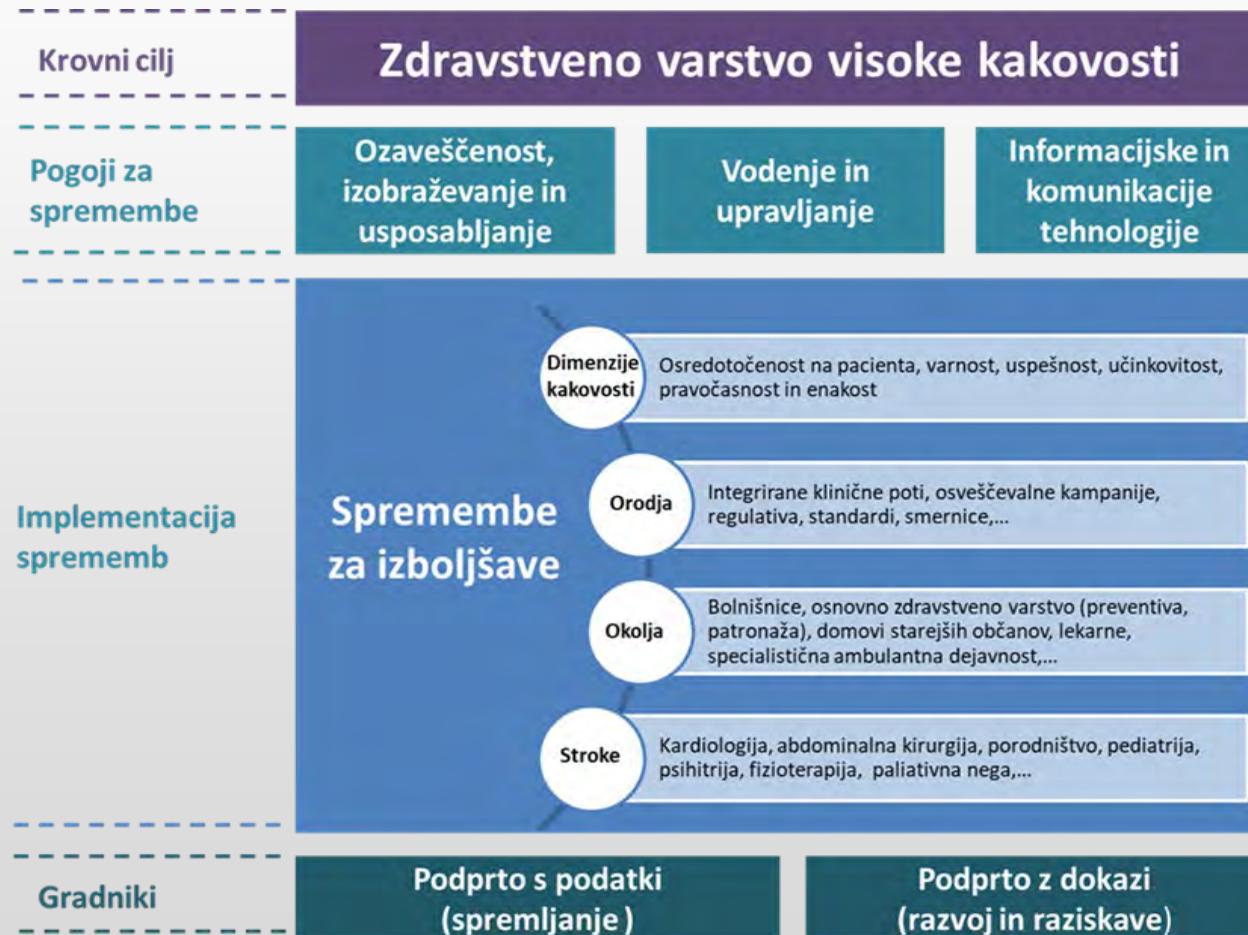 Krovni cilj
Zdravstveno varstvo visoke kakovosti
Pogoji za
spremembe
Ozaveščenost,
izobraževanje in
usposabljanje
Vodenje in
upravljanje
Informacijske in
komunikacije
tehnologije
Implementacija
sprememb
Spremembe
za izboljšave
Dimenzije
kakovosti
Osredotočenost na pacienta, varnost, uspešnost, učinkovitost,
pravočasnost in enakost
Orodja
Integrirane klinične poti, osveščevalne kampanije,
regulativa, standardi, smernice,...
Okolja
Bolnišnice, osnovno zdravstveno varstvo (preventiva,
patronaža), domovi starejših občanov, lekarne,
specialistična ambulantna dejavnost,...
Stroke
Kardiologija, abdominalna kirurgija, porodništvo, pediatrija,
psihitrija, fizioterapija, paliativna nega,...
Gradniki
Podprto s podatki
(spremljanje )
Podprto z dokazi
(razvoj in raziskave)